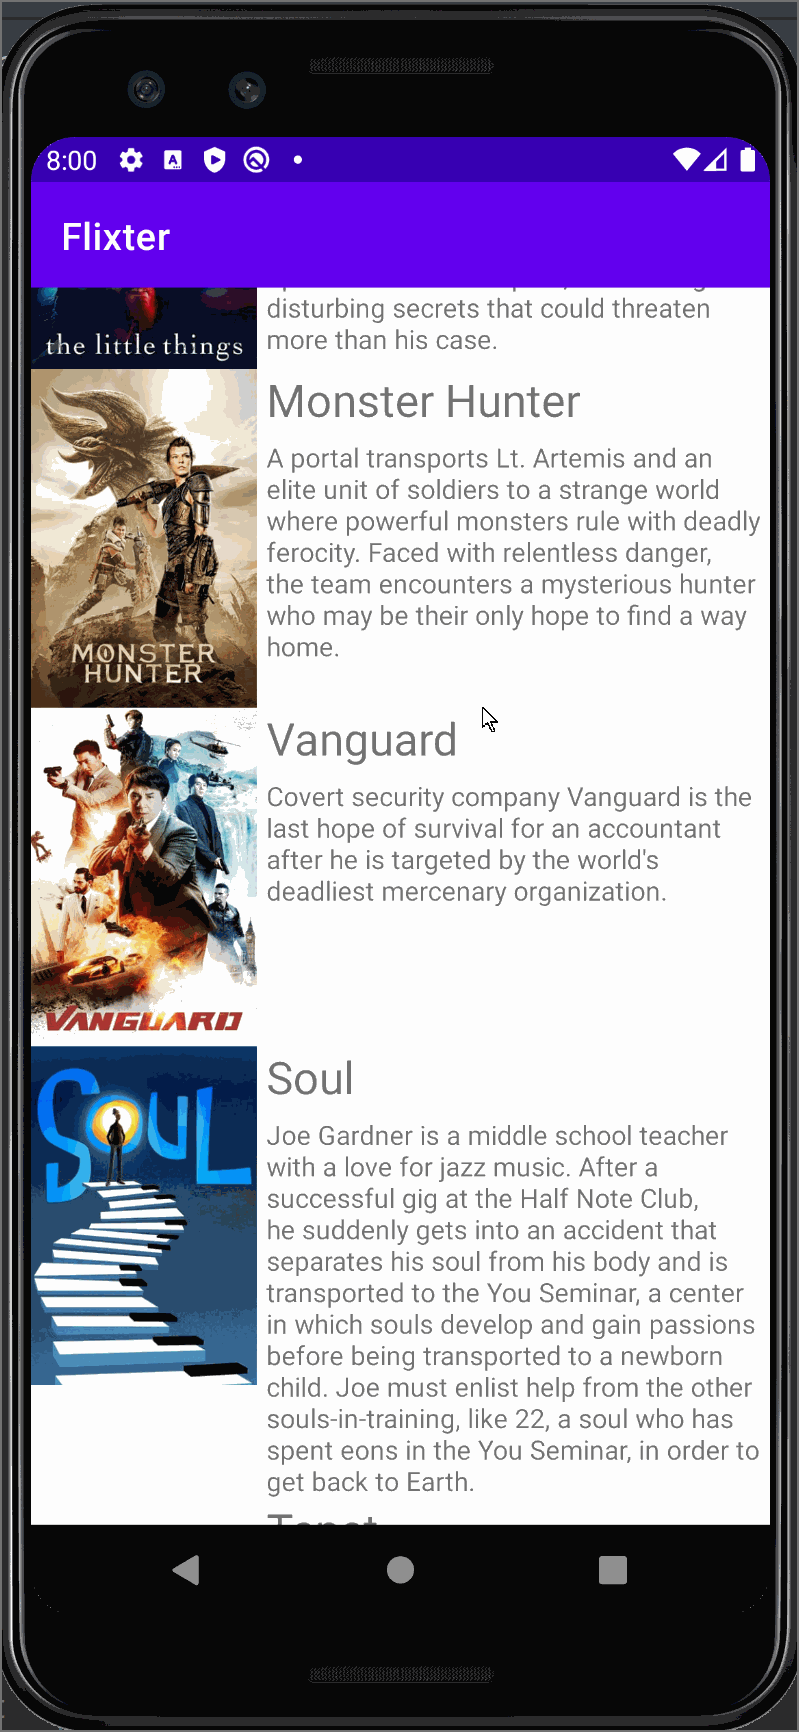 8:00
Flixter
disturbing secrets that could threaten
more than his case.
the little things
Monster Hunter
A portal transports Lt. Artemis and an
elite unit of soldiers to a strange world
where powerful monsters rule with deadly
ferocity. Faced with relentless danger,
the team encounters a mysterious hunter
who may be their only hope to find a way
home.
MONSTER
HUNTER
Vanguard
Covert security company Vanguard is the
last hope of survival for an accountant
after he is targeted by the world's
deadliest mercenary organization.
VANGUARD
Soul
Joe Gardner is a middle school teacher
with a love for jazz music. After a
successful gig at the Half Note Club,
he suddenly gets into an accident that
separates his soul from his body and is
transported to the You Seminar, a center
in which souls develop and gain passions
before being transported to a newborn
child. Joe must enlist help from the other
souls-in-training, like 22, a soul who has
spent eons in the You Seminar, in order to
get back to Earth.
SOUL
Tenet